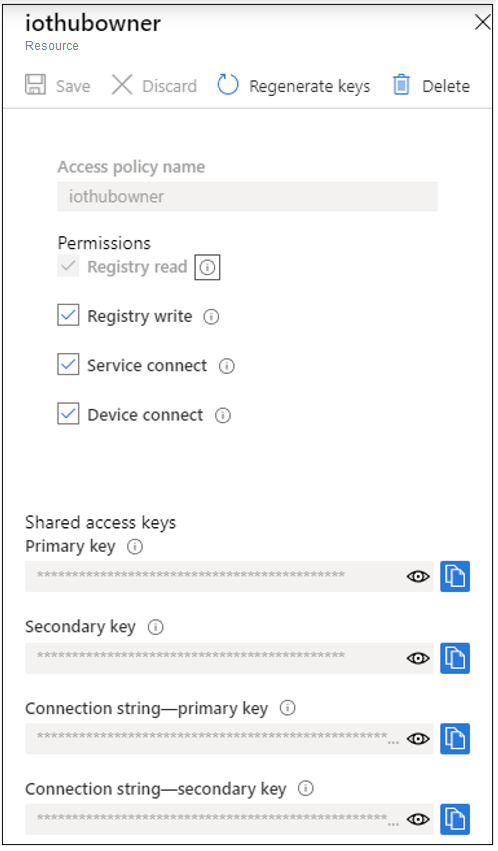 iothubowner
Resource
Save Discard Regenerate keys Delete
Access policy name
iothubowner
Permissions
Registry read
Registry write
Service connect
Device connect
Shared access keys
Primary key
********************************************
Secondary key
********************************************
Connection string—primary key
**************************************************...
Connection string—secondary key
**************************************************...